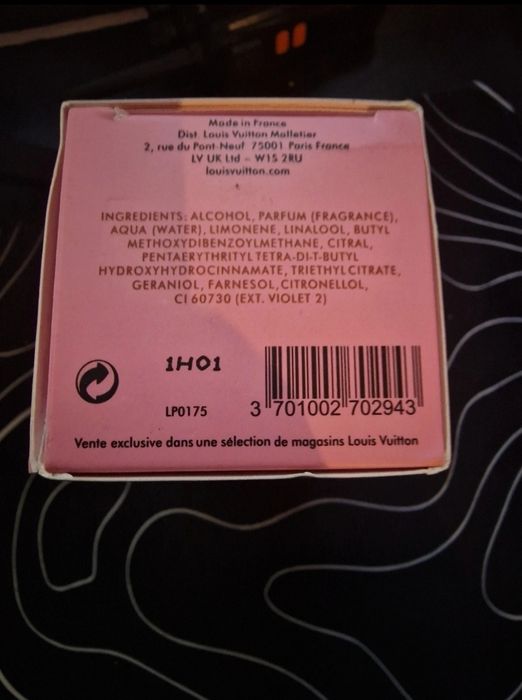 Made in France
Dist. Louis Vuitton Malletier
2, rue du Pont-Neuf 75001 Paris France
LV UK Ltd - W1S 2RU
louisvuitton.com
INGREDIENTS: ALCOHOL, PARFUM (FRAGRANCE),
AQUA (WATER), LIMONENE, LINALOOL, BUTYL
METHOXYDIBENZOYLMETHANE, CITRAL,
PENTAERYTHRITYL TETRA-DI-T-BUTYL
HYDROXYHYDROCINNAMATE, TRIETHYL CITRATE,
GERANIOL, FARNESOL, CITRONELLOL,
CI 60730 (EXT. VIOLET 2)
1H01
LP0175
3 701002 702943
Vente exclusive dans une sélection de magasins Louis Vuitton